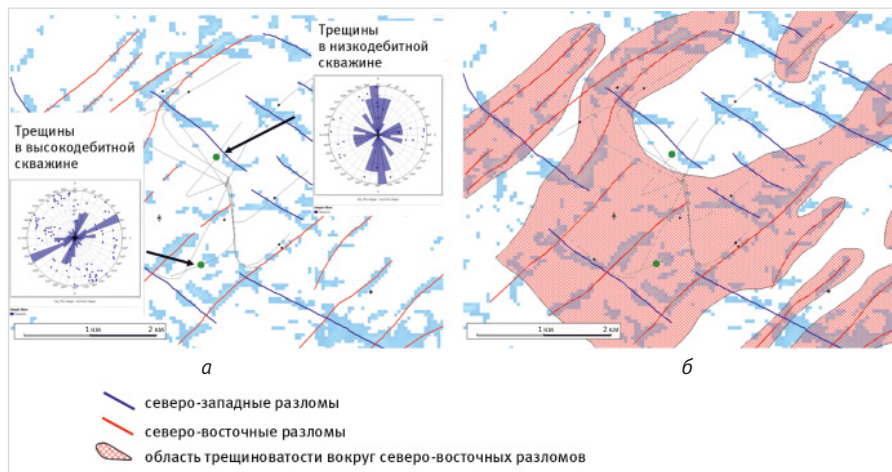 Трещины
в низкодебитной
скважине
Трещины
в высокодебитной
скважине
1 км
2 км
1 км
2 км
а
б
северо-западные разломы
северо-восточные разломы
область трещиноватости вокруг северо-восточных разломов